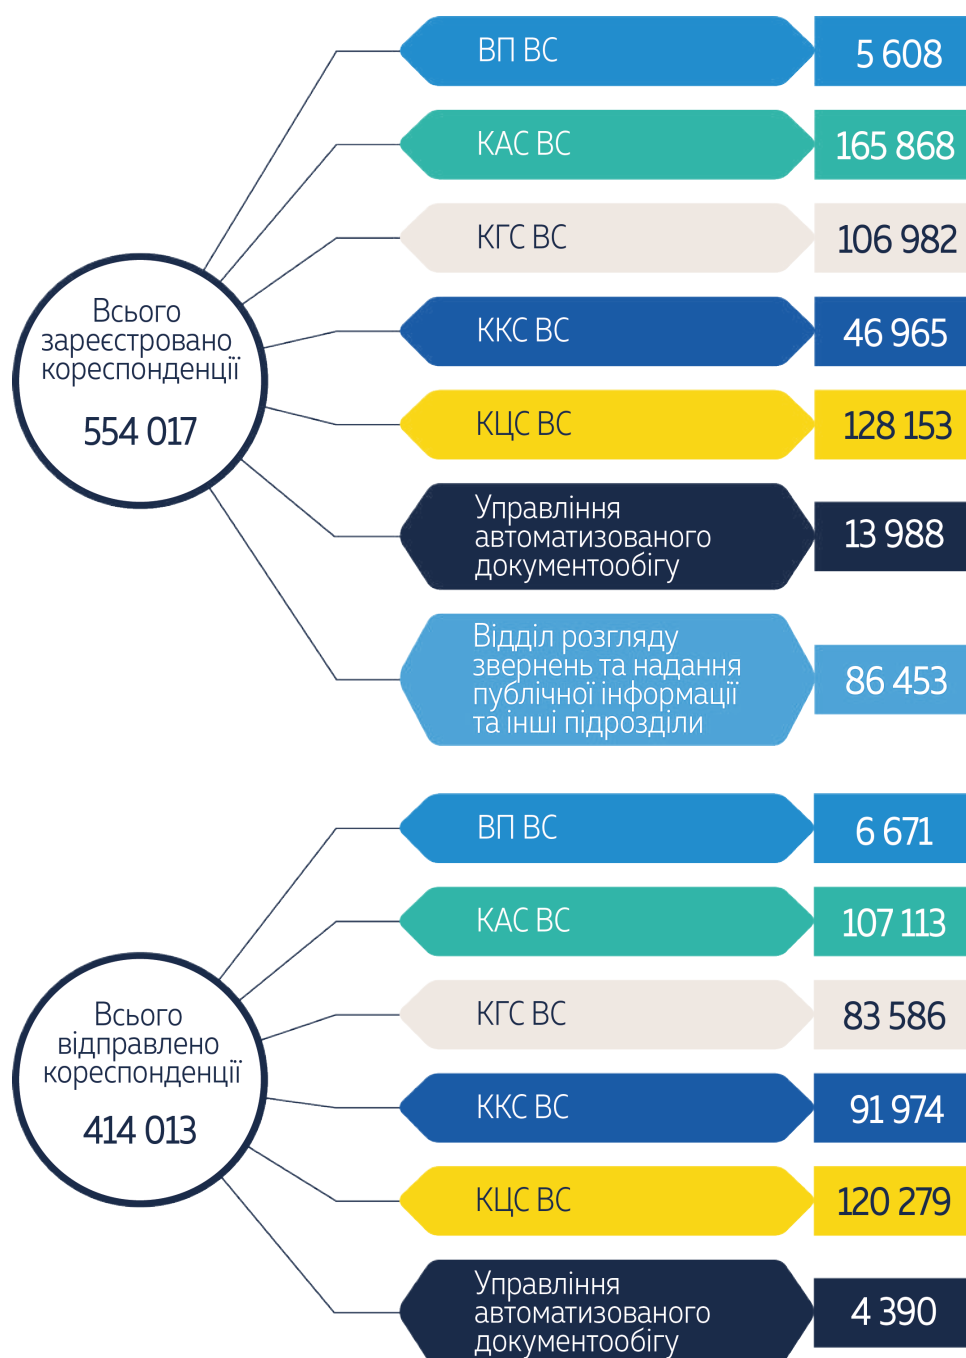 Всього
зареєстровано
кореспонденції
554 017
ВП ВС
5 608
КАС ВС
165 868
КГС ВС
106 982
ККС ВС
46 965
КЦС ВС
128 153
Управління
автоматизованого
документообігу
13 988
Відділ розгляду
звернень та надання
публічної інформації
та інші підрозділи
86 453
Всього
відправлено
кореспонденції
414 013
ВП ВС
6 671
КАС ВС
107 113
КГС ВС
83 586
ККС ВС
91 974
КЦС ВС
120 279
Управління
автоматизованого
документообігу
4 390